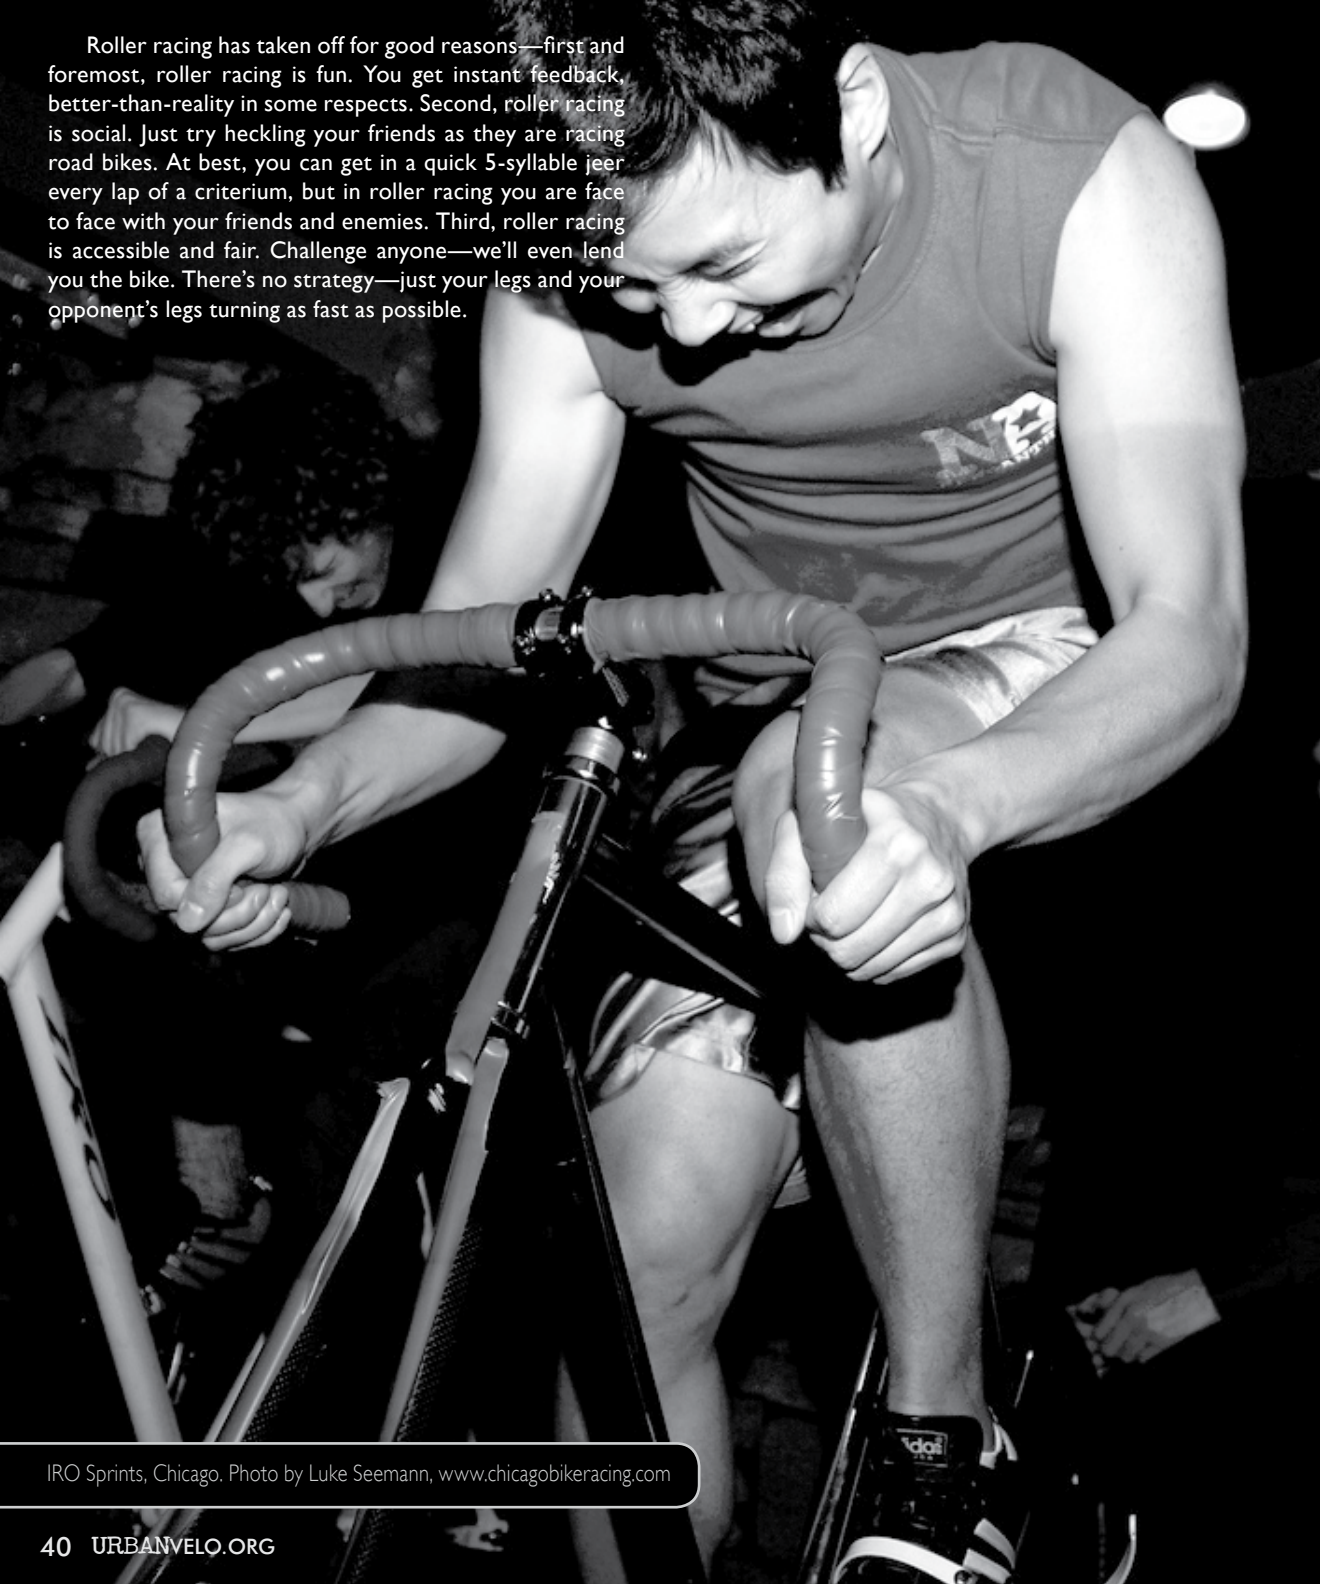 Roller racing has taken off for good reasons—first and
foremost, roller racing is fun. You get instant feedback,
better-than-reality in some respects. Second, roller racing
is social. Just try heckling your friends as they are racing
road bikes. At best, you can get in a quick 5-syllable jeer
every lap of a criterium, but in roller racing you are face
to face with your friends and enemies. Third, roller racing
is accessible and fair. Challenge anyone—we’ll even lend
you the bike. There’s no strategy—just your legs and your
opponent’s legs turning as fast as possible.
IRO Sprints, Chicago. Photo by Luke Seemann, www.chicagobikeracing.com
40 URBANVELO.ORG